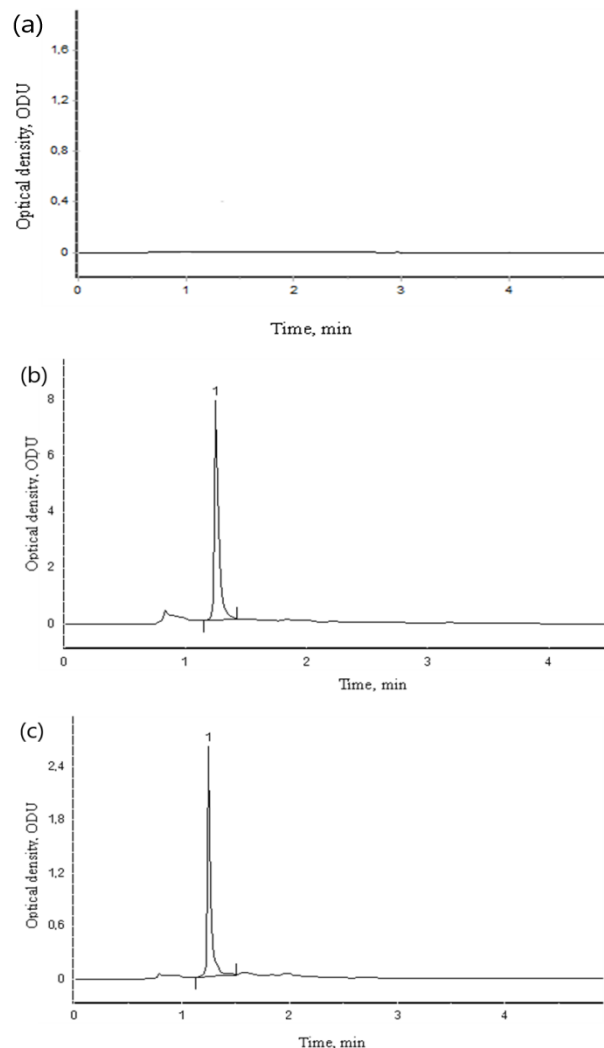 (a)
Optical density, ODU
1,6
1,2
0,8
0,4
0
0 1 2 3 4
Time, min
(b)
Optical density, ODU
8
6
4
2
0
1
0 1 2 3 4
Time, min
(c)
Optical density, ODU
2,4
1,8
1,2
0,6
0
1
0 1 2 3 4
Time, min